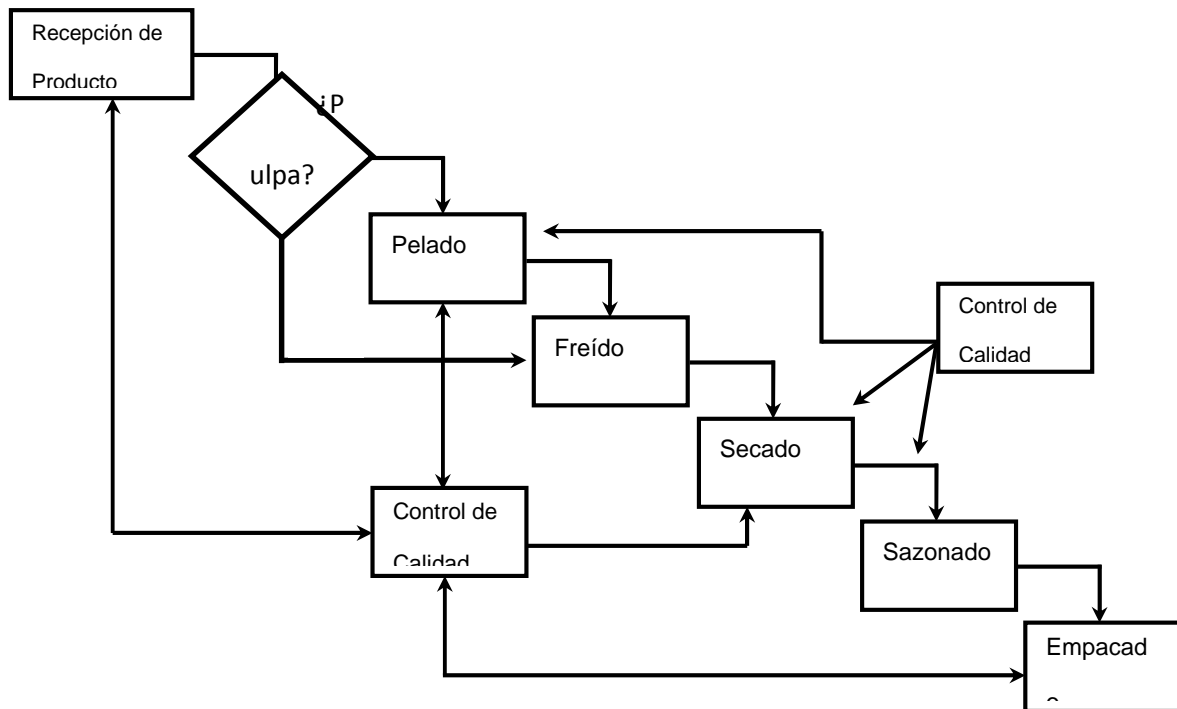 Recepción de
Producto
¿P
ulpa?
Pelado
Freído
Control de
Calidad
Secado
Control de
Calidad
Sazonado
Empacad
o